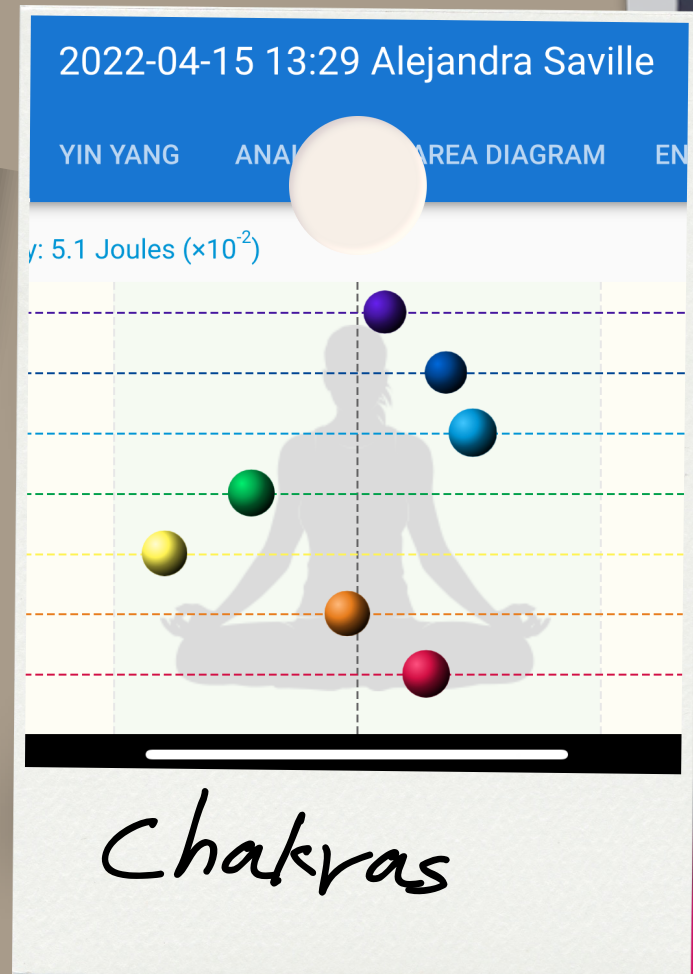 2022-04-15 13:29 Alejandra Saville
YIN YANG AREA DIAGRAM
5.1 Joules (×10⁻²)
Chakras